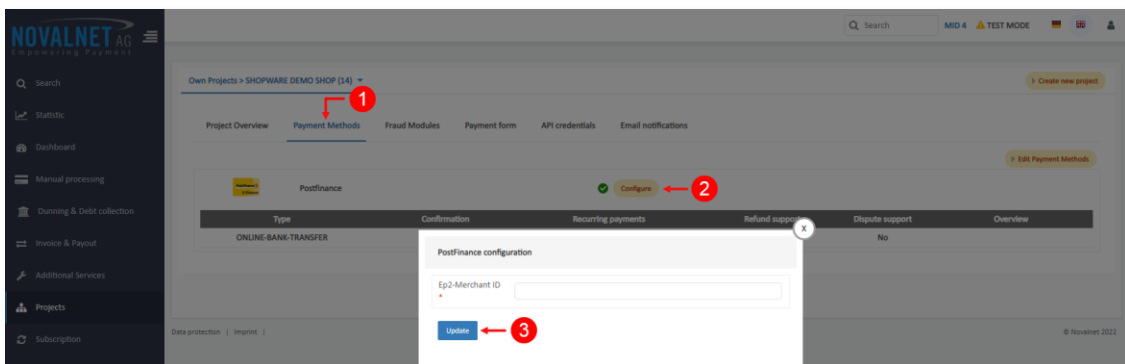 NOVALNET AG
Empowering Payment
Search
MID 4
TEST MODE
Search
Statistic
Dashboard
Manual processing
Dunning & Debt collection
Invoice & Payout
Additional Services
Projects
Subscription
Own Projects > SHOPWARE DEMO SHOP (14)
Create new project
1
Project Overview
Payment Methods
Fraud Modules
Payment form
API credentials
Email notifications
Edit Payment Methods
Postfinance
Configure
2
Type
Confirmation
Recurring payments
Refund support
Dispute support
Overview
ONLINE-BANK-TRANSFER
No
X
PostFinance configuration
Ep2-Merchant ID
*
Update
3
Data protection | Imprint |
© Novalnet 2022